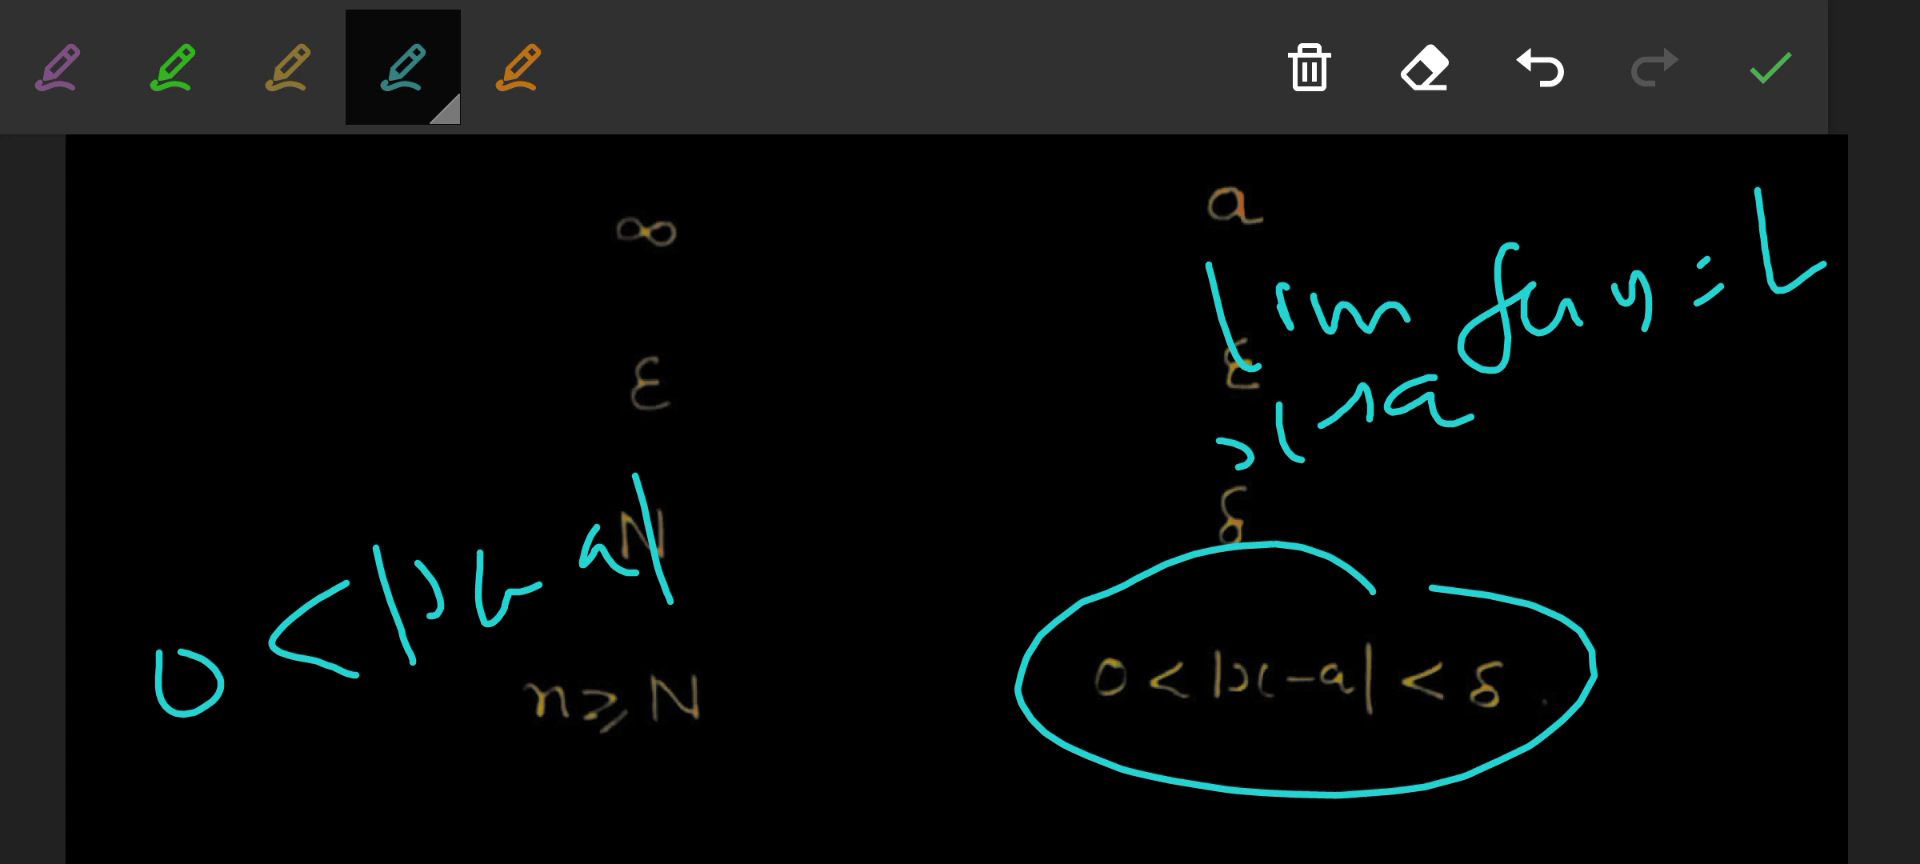 ∞
a
lim f(x) = L
ε
ε
x→a
N
δ
0 < |x - a|
n ≥ N
0 < |x - a| < δ